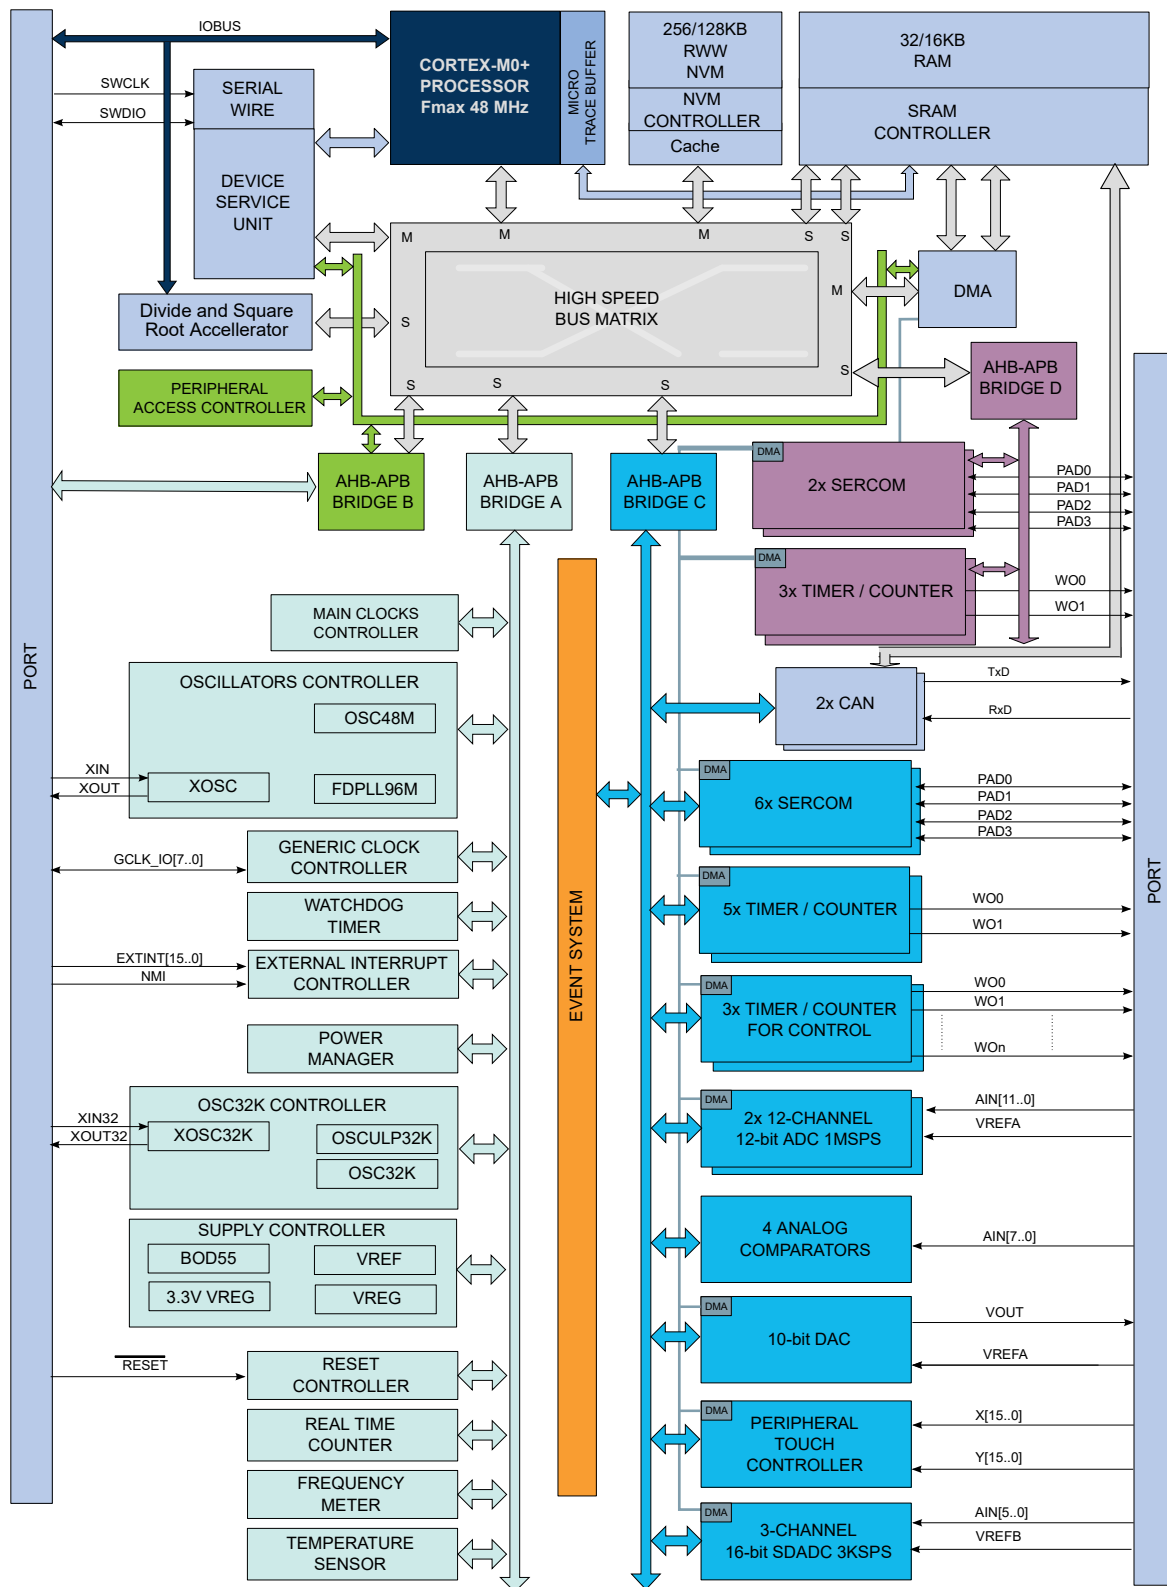 IOBUS
CORTEX-M0+
PROCESSOR
Fmax 48 MHz
MICRO
TRACE BUFFER
256/128KB
RWW
NVM
NVM
CONTROLLER
Cache
32/16KB
RAM
SRAM
CONTROLLER
SWCLK
SWDIO
SERIAL
WIRE
DEVICE
SERVICE
UNIT
M
M
M
S
S
HIGH SPEED
BUS MATRIX
M
DMA
Divide and Square
Root Accellerator
S
S
AHB-APB
BRIDGE D
PERIPHERAL
ACCESS CONTROLLER
S
S
S
AHB-APB
BRIDGE B
AHB-APB
BRIDGE A
AHB-APB
BRIDGE C
DMA
2x SERCOM
PAD0
PAD1
PAD2
PAD3
DMA
3x TIMER / COUNTER
WO0
WO1
PORT
PORT
EVENT SYSTEM
MAIN CLOCKS
CONTROLLER
OSCILLATORS CONTROLLER
OSC48M
XIN
XOUT
XOSC
FDPLL96M
2x CAN
TxD
RxD
DMA
6x SERCOM
PAD0
PAD1
PAD2
PAD3
GCLK_IO[7..0]
GENERIC CLOCK
CONTROLLER
WATCHDOG
TIMER
DMA
5x TIMER / COUNTER
WO0
WO1
EXTINT[15..0]
NMI
EXTERNAL INTERRUPT
CONTROLLER
DMA
3x TIMER / COUNTER
FOR CONTROL
WO0
WO1
WOn
POWER
MANAGER
OSC32K CONTROLLER
XIN32
XOUT32
XOSC32K
OSCULP32K
OSC32K
DMA
2x 12-CHANNEL
12-bit ADC 1MSPS
AIN[11..0]
VREFA
SUPPLY CONTROLLER
BOD55
VREF
3.3V VREG
VREG
4 ANALOG
COMPARATORS
AIN[7..0]
DMA
10-bit DAC
VOUT
VREFA
RESET
RESET
CONTROLLER
REAL TIME
COUNTER
DMA
PERIPHERAL
TOUCH
CONTROLLER
X[15..0]
Y[15..0]
FREQUENCY
METER
TEMPERATURE
SENSOR
DMA
3-CHANNEL
16-bit SDADC 3KSPS
AIN[5..0]
VREFB